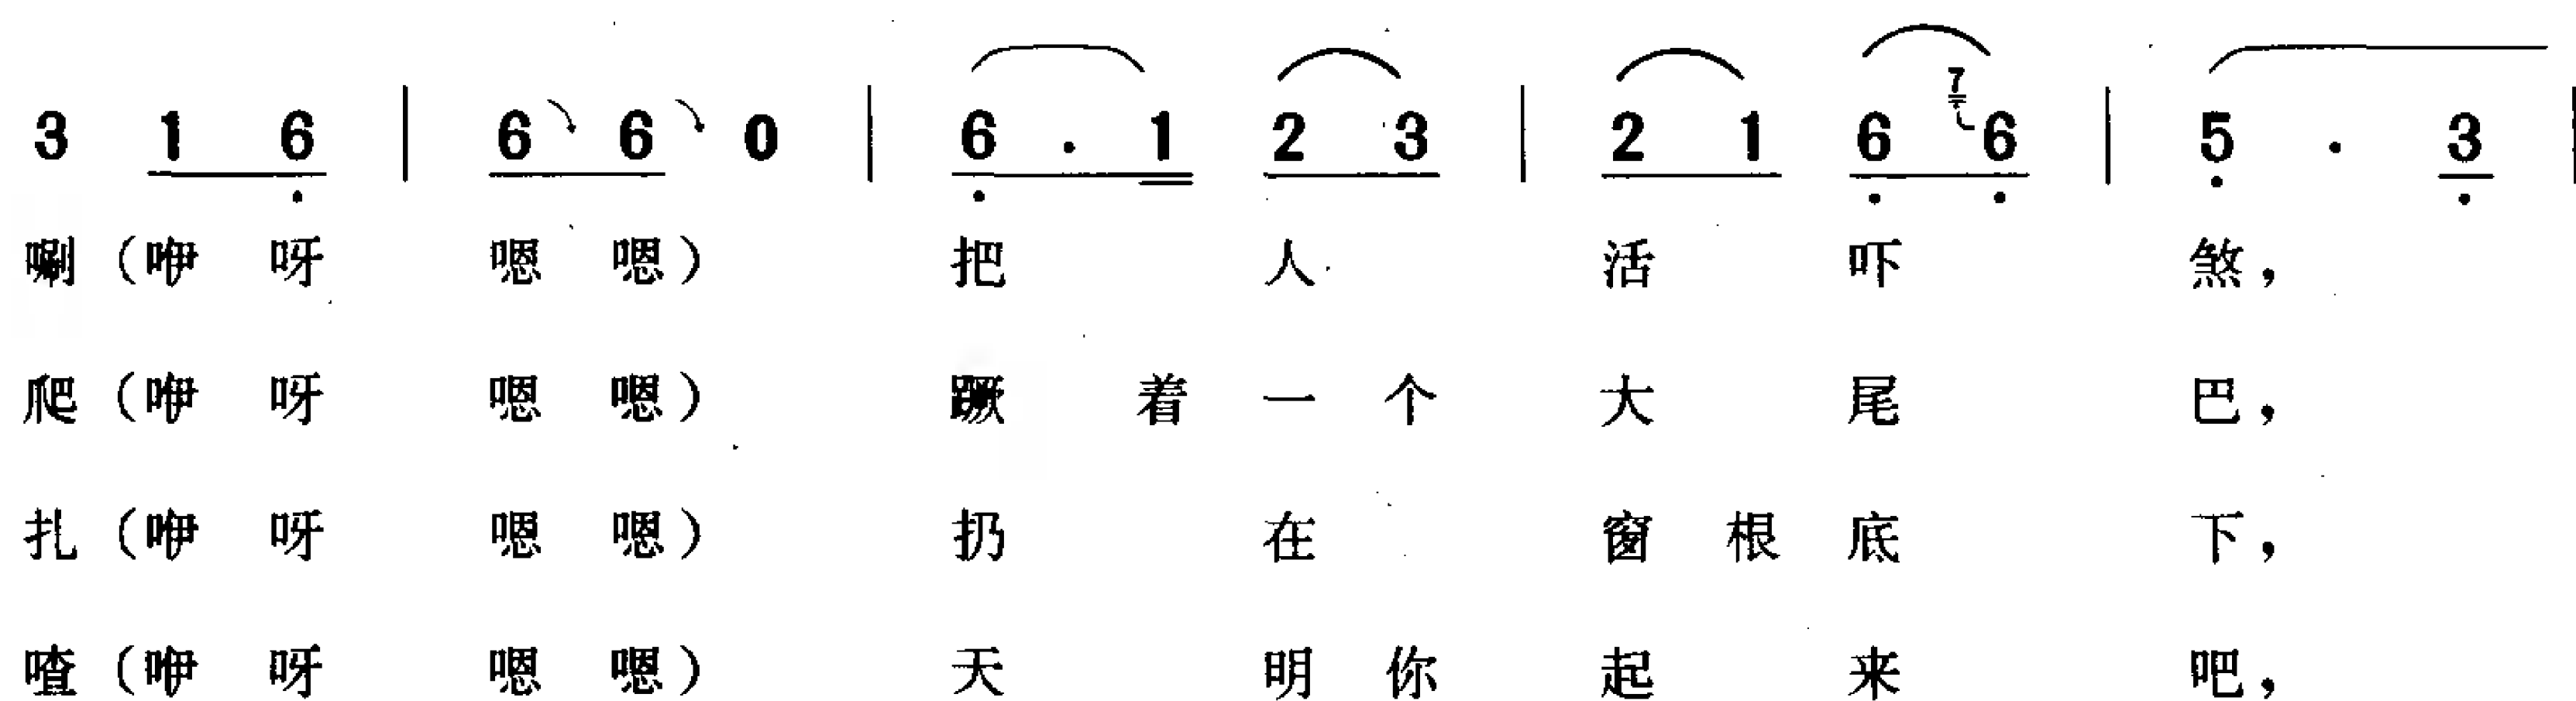 3 1 6 | 6 6 0 | 6 . 1 2 3 | 2 1 6 7 6 | 5 . 3 |
唰（咿 呀 嗯 嗯） 把 人 活 吓 煞，
爬（咿 呀 嗯 嗯） 蹶 着 一 个 大 尾 巴，
扎（咿 呀 嗯 嗯） 扔 在 窗 根 底 下，
喳（咿 呀 嗯 嗯） 天 明 你 起 来 吧，